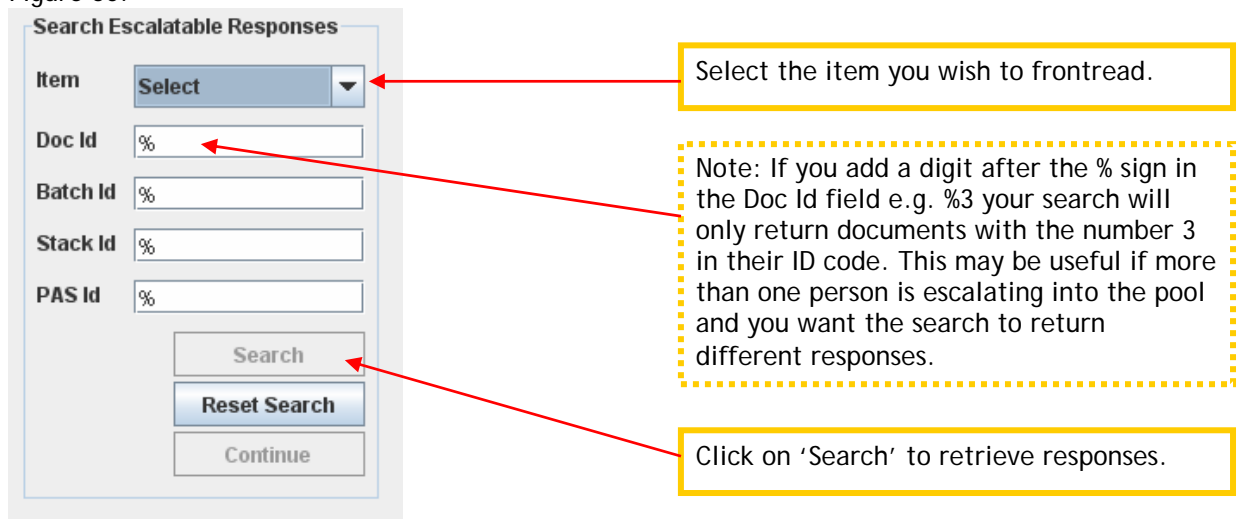 Search Escalatable Responses
Item
Select
Doc Id
%
Batch Id
%
Stack Id
%
PAS Id
%
Search
Reset Search
Continue
Select the item you wish to frontread.
Note: If you add a digit after the % sign in
the Doc Id field e.g. %3 your search will
only return documents with the number 3
in their ID code. This may be useful if more
than one person is escalating into the pool
and you want the search to return
different responses.
Click on ‘Search’ to retrieve responses.